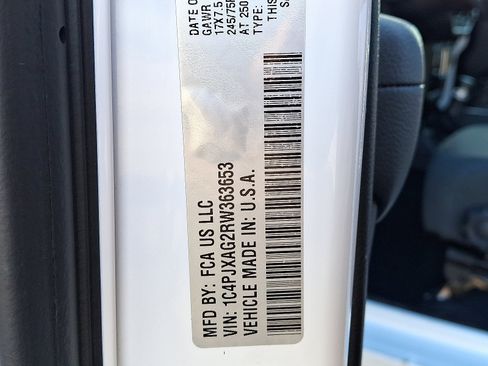 DATE O
GAWR
17X7.5
245/75R
AT 250
TYPE:
THIS
MFD BY: FCA US LLC
VIN: 1C4PJXAG2RW363653
VEHICLE MADE IN: U.S.A.